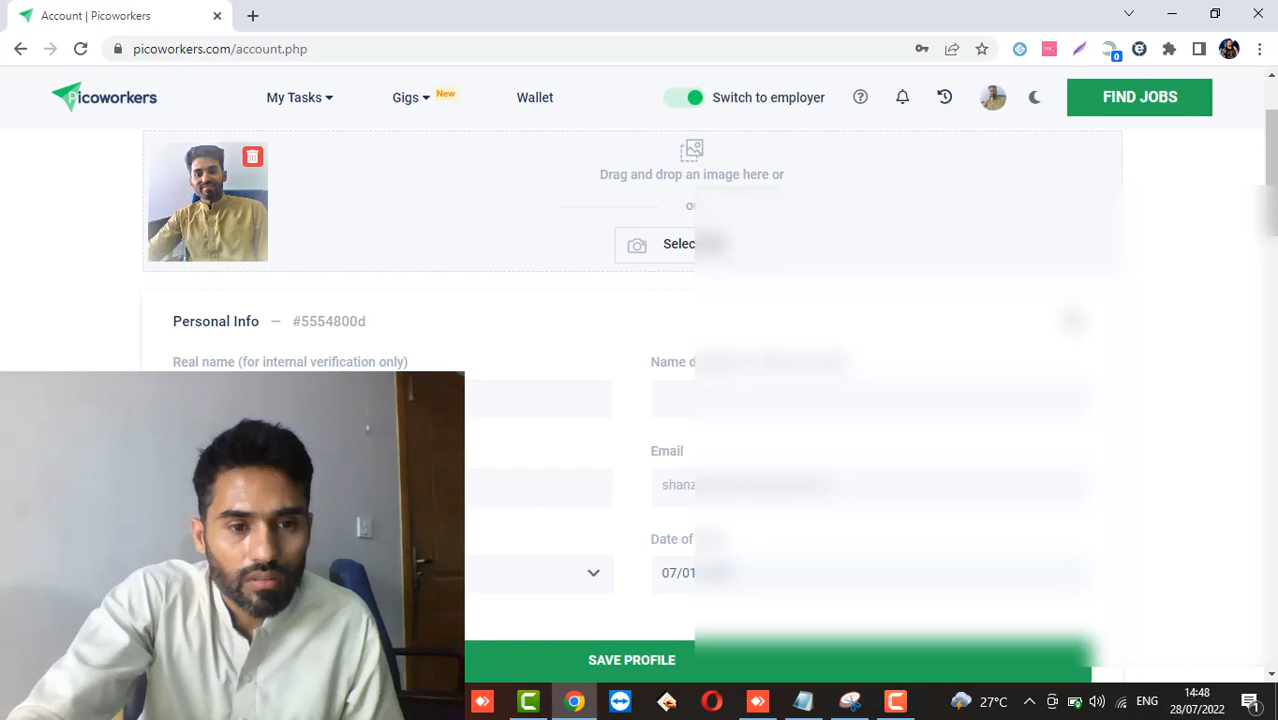 Account | Picoworkers
picoworkers.com/account.php
0
Picoworkers
My Tasks
Gigs
New
Wallet
Switch to employer
FIND JOBS
Drag and drop an image here or
Personal Info — #5554800d
Real name (for internal verification only)
Name
Email
shanz
Date of
07/01
SAVE PROFILE
27°C
ENG
14:48
28/07/2022
1